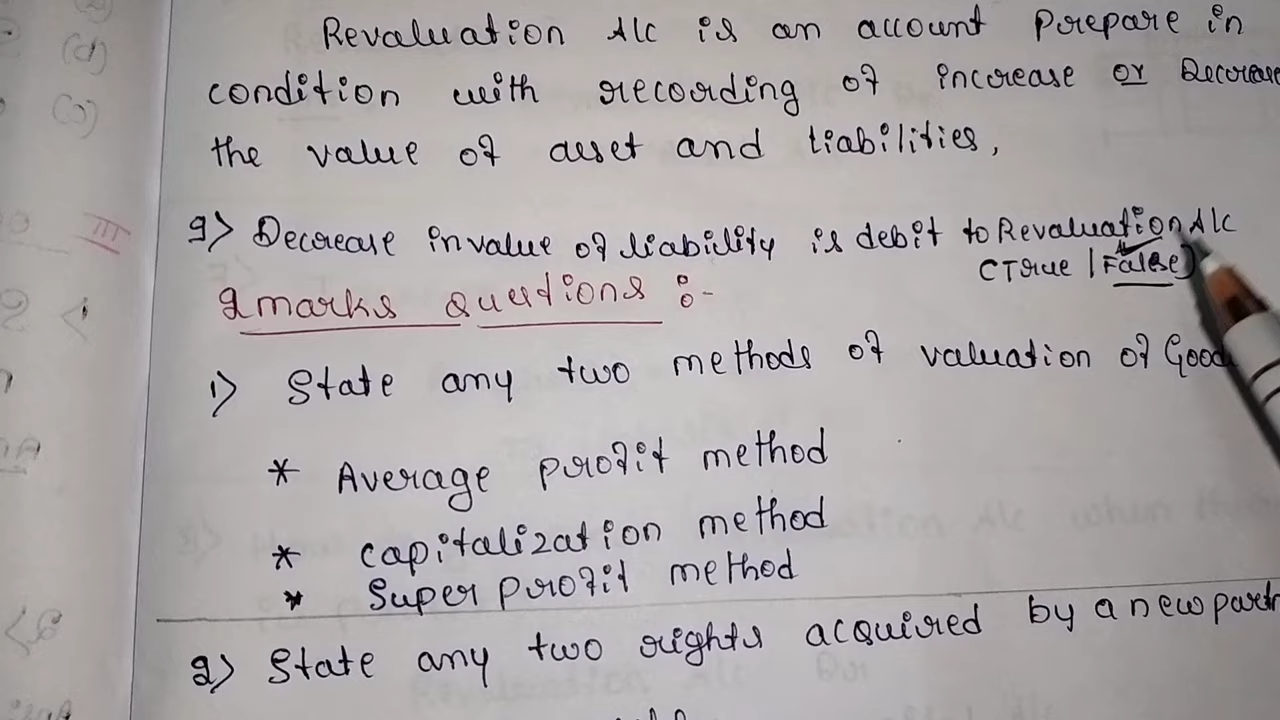 Revaluation A/c is an account prepare in
condition with recording of increase or Decrease
the value of asset and liabilities,
9) Decrease in value of liability is debit to Revaluation A/c
(True / False)
2 marks questions :-
1) State any two methods of valuation of Good
* Average profit method
* capitalization method
* Super profit method
2) State any two rights acquired by a new partn